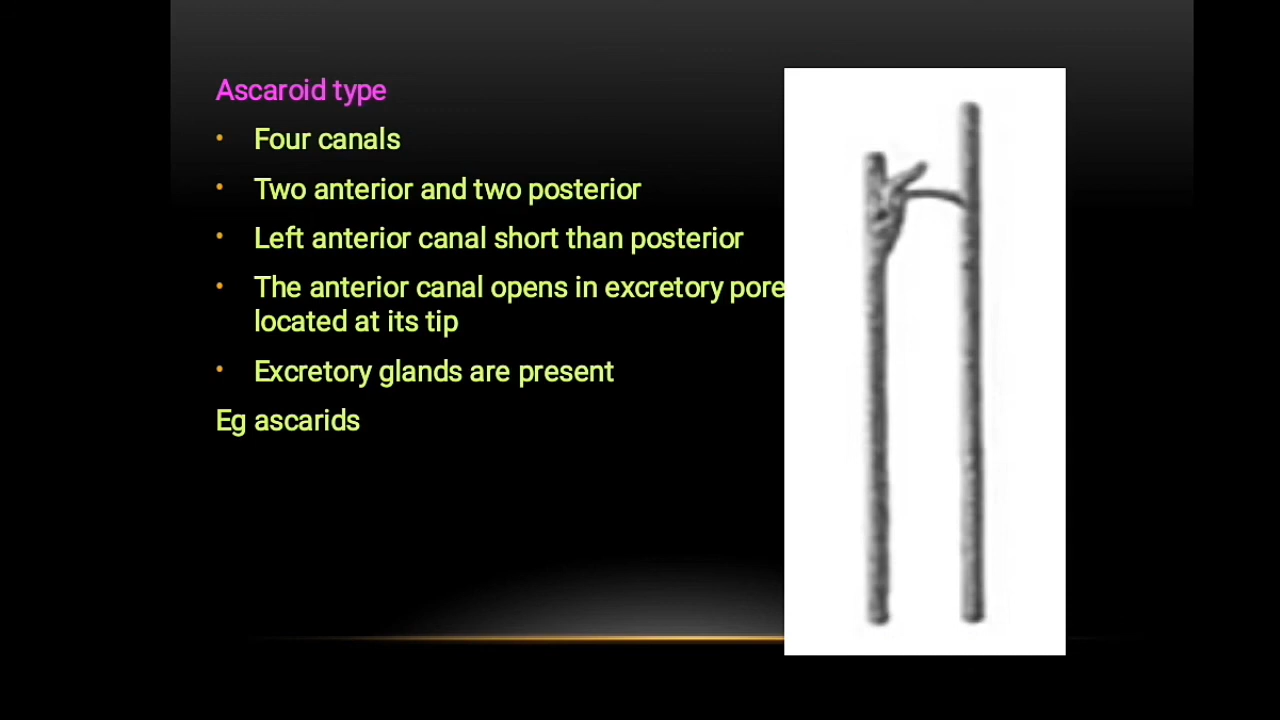 Ascaroid type
• Four canals
• Two anterior and two posterior
• Left anterior canal short than posterior
• The anterior canal opens in excretory pore
located at its tip
• Excretory glands are present
Eg ascarids